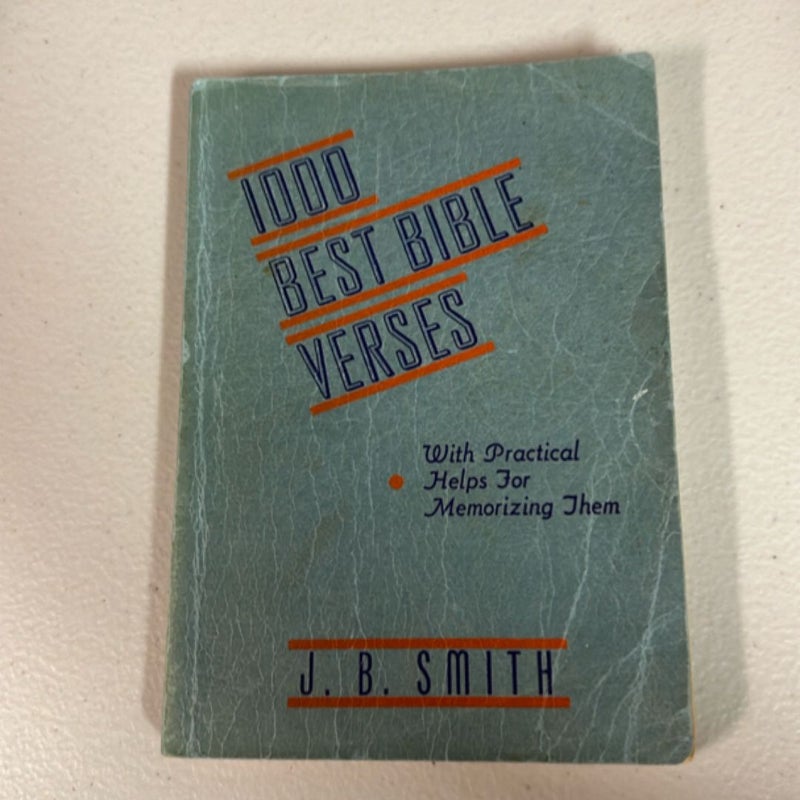 1000
BEST BIBLE
VERSES
With Practical
Helps For
Memorizing Them
J. B. SMITH